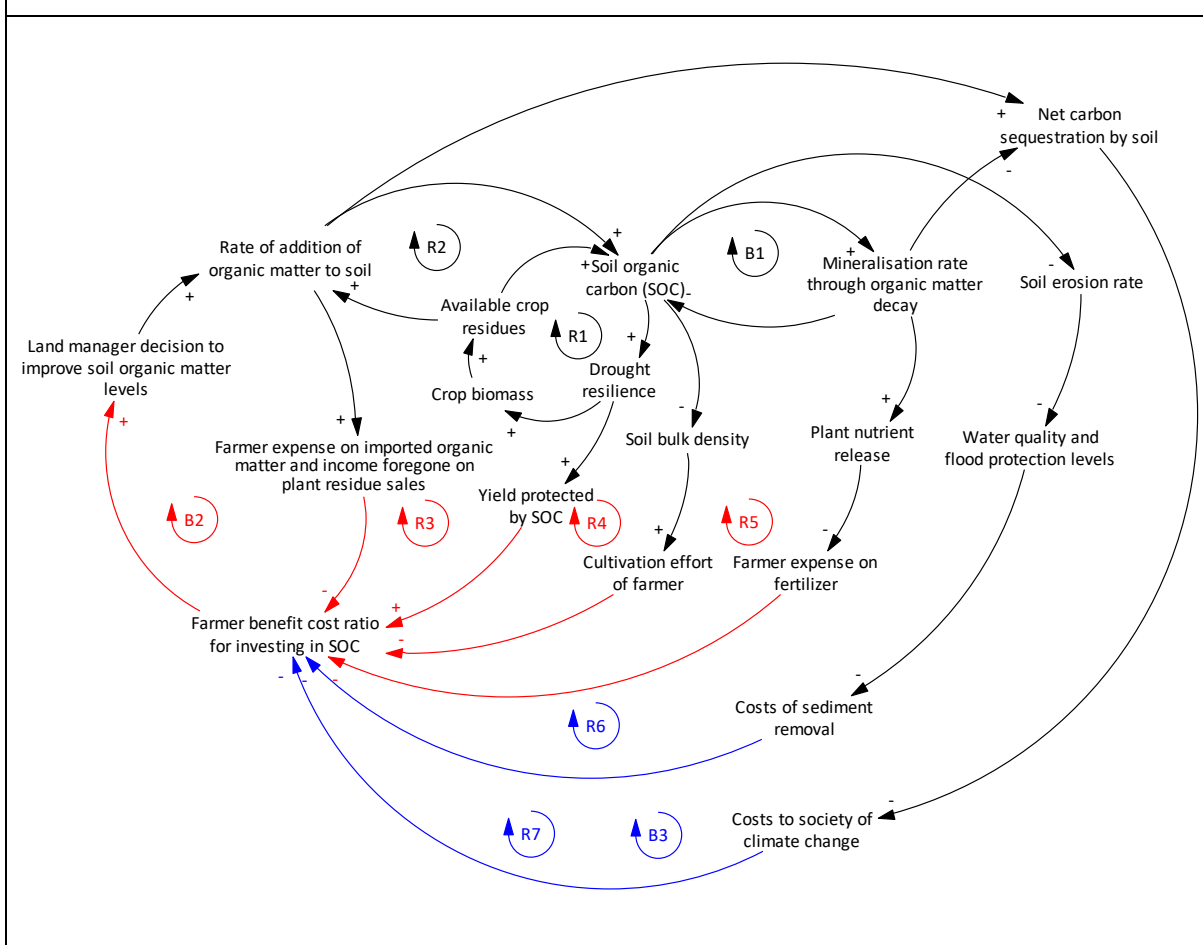 Net carbon
sequestration by soil
+
-
Rate of addition of
organic matter to soil
R2
+
+
Soil organic
carbon (SOC)
-
B1
+
Mineralisation rate
through organic matter
decay
-
Soil erosion rate
+
+
Available crop
residues
R1
Land manager decision to
improve soil organic matter
levels
+
+
Drought
resilience
Crop biomass
+
+
-
Soil bulk density
+
Plant nutrient
release
-
Water quality and
flood protection levels
+
Farmer expense on imported organic
matter and income foregone on
plant residue sales
+
Yield protected
by SOC
B2
R3
R4
R5
+
Cultivation effort
of farmer
-
Farmer expense on
fertilizer
-
+
Farmer benefit cost ratio
for investing in SOC
-
-
-
-
-
Costs of sediment
removal
R6
-
Costs to society of
climate change
R7
B3